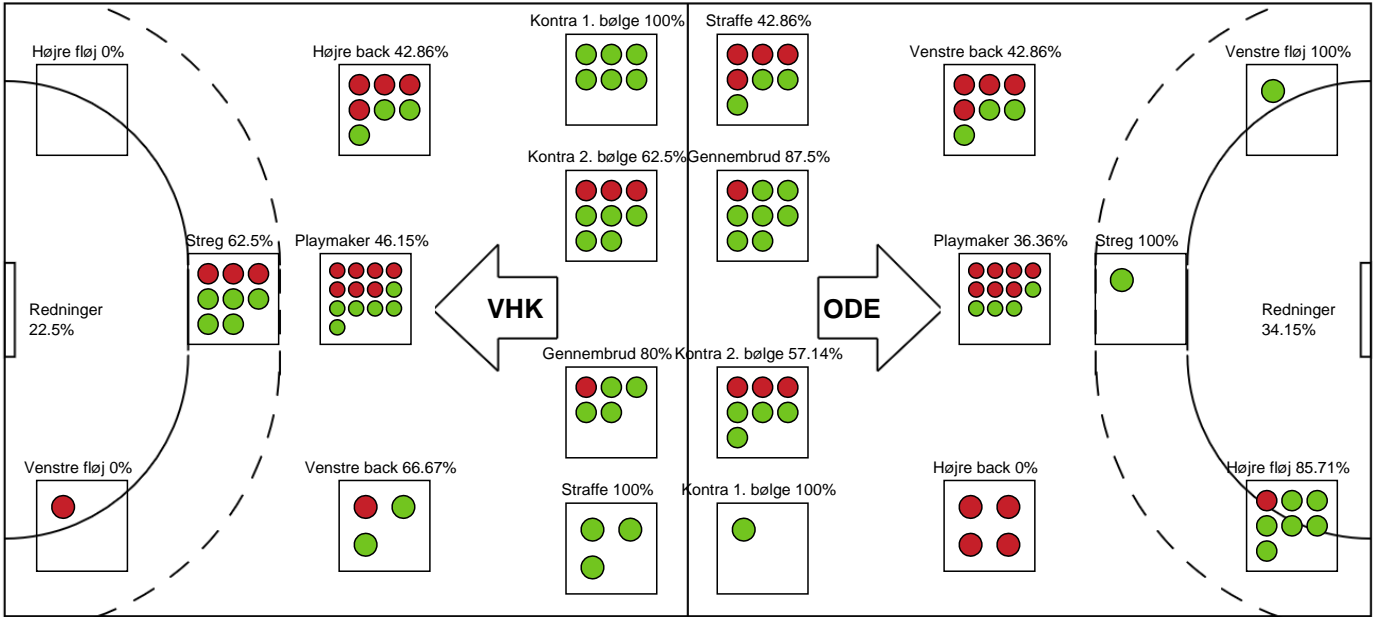 Kontra 1. bølge 100%
Straffe 42.86%
Højre fløj 0%
Højre back 42.86%
Venstre back 42.86%
Venstre fløj 100%
Kontra 2. bølge 62.5%
Gennembrud 87.5%
Streg 62.5%
Playmaker 46.15%
Playmaker 36.36%
Streg 100%
Redninger
22.5%
VHK
ODE
Redninger
34.15%
Gennembrud 80%
Kontra 2. bølge 57.14%
Venstre fløj 0%
Venstre back 66.67%
Højre back 0%
Højre fløj 85.71%
Straffe 100%
Kontra 1. bølge 100%